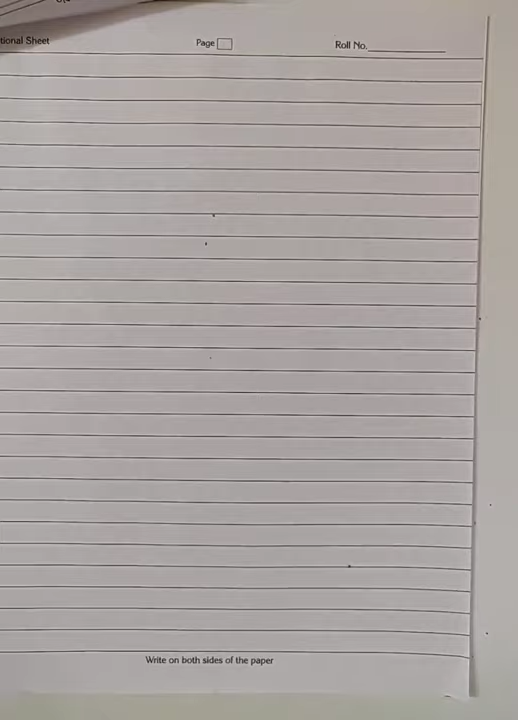 tional Sheet Page Roll No.
Write on both sides of the paper